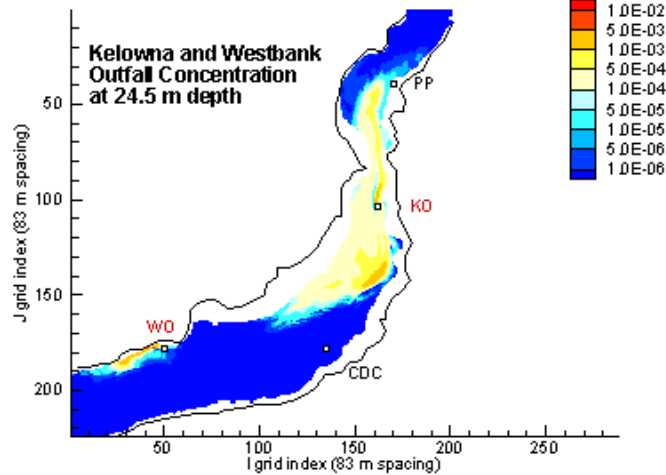 Kelowna and Westbank
Outfall Concentration
at 24.5 m depth
1.0E-02
5.0E-03
1.0E-03
5.0E-04
1.0E-04
5.0E-05
1.0E-05
5.0E-06
1.0E-06
PP
KO
WO
CDC
J grid index (83 m spacing)
50
100
150
200
50
100
150
200
250
I grid index (83 m spacing)